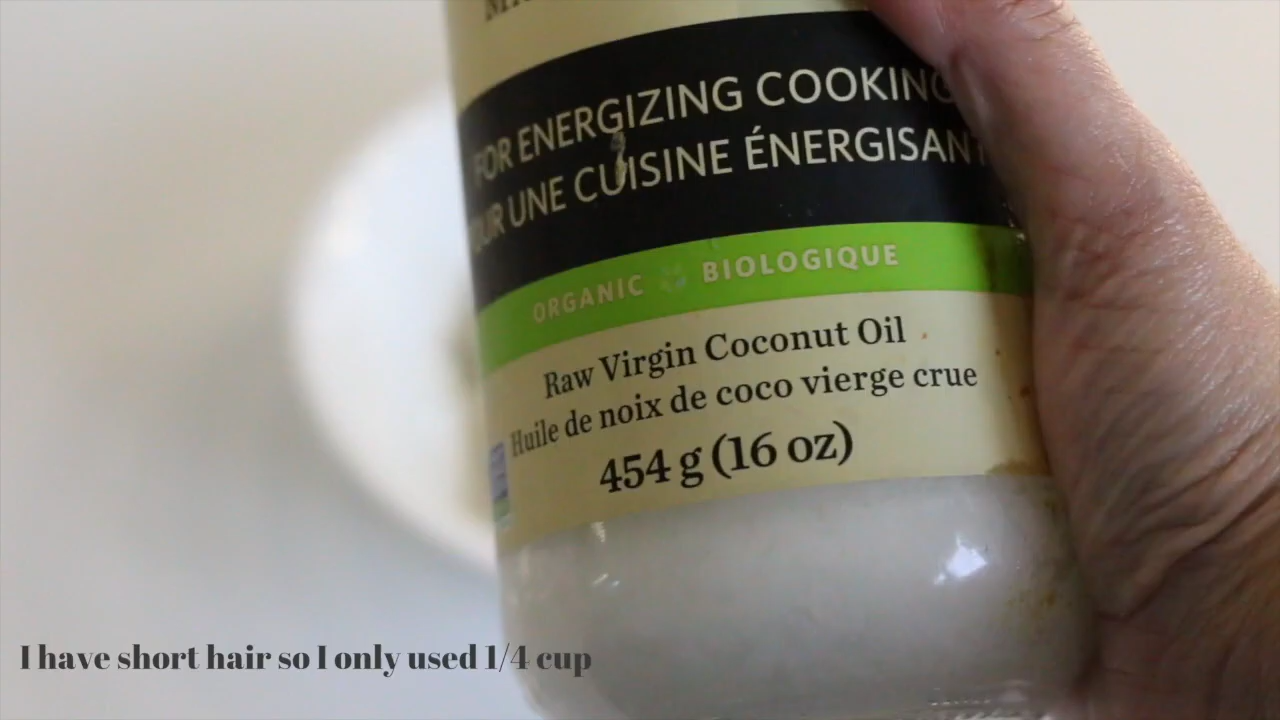 FOR ENERGIZING COOKING
POUR UNE CUISINE ÉNERGISANT
ORGANIC BIOLOGIQUE
Raw Virgin Coconut Oil
Huile de noix de coco vierge crue
454 g (16 oz)
I have short hair so I only used 1/4 cup